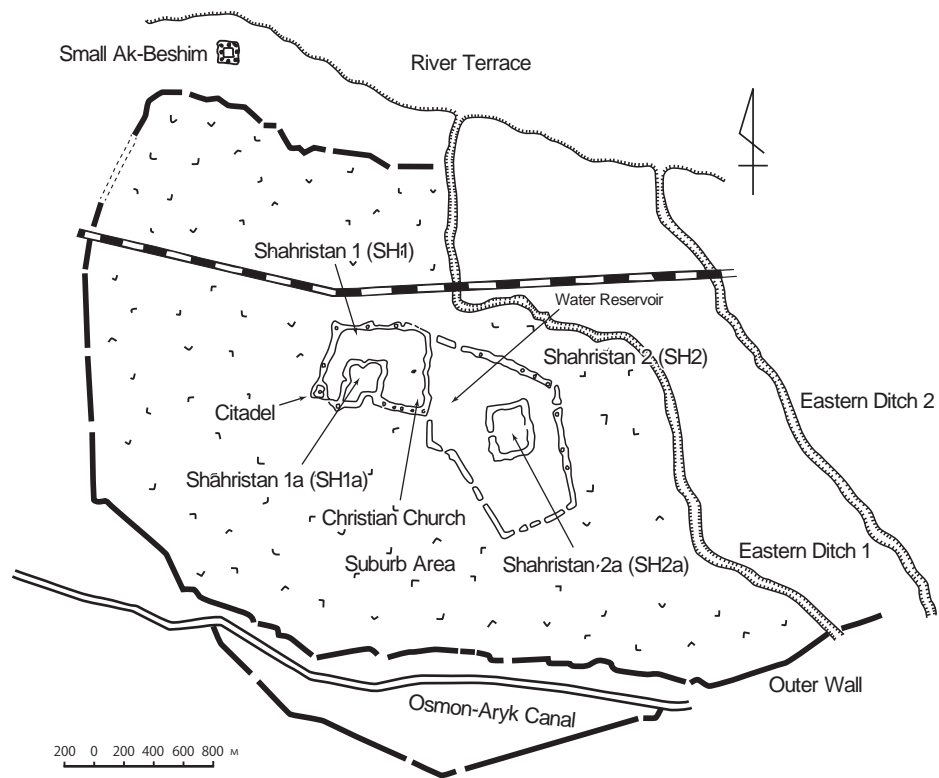 Small Ak-Beshim
River Terrace
Shahristan 1 (SH1)
Water Reservoir
Shahristan 2 (SH2)
Citadel
Eastern Ditch 2
Shahristan 1a (SH1a)
Christian Church
Eastern Ditch 1
Suburb Area
Shahristan 2a (SH2a)
Outer Wall
Osmon-Aryk Canal
200 0 200 400 600 800 м